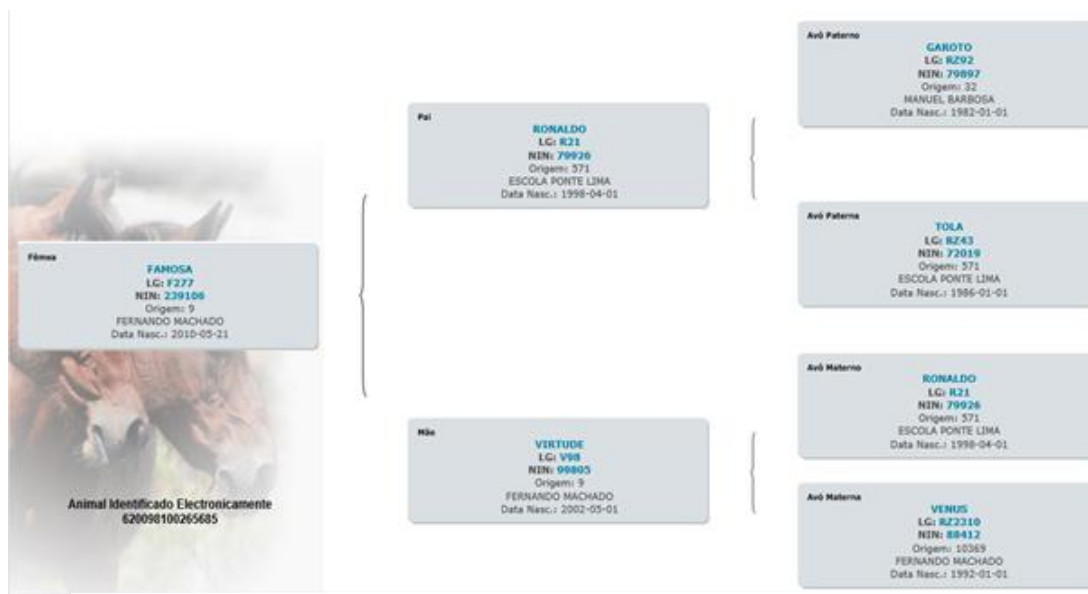 Fêmea
FAMOSA
LG: F277
NIN: 239106
Origem: 9
FERNANDO MACHADO
Data Nasc.: 2010-05-21
Animal Identificado Electronicamente
620098100265685
Pai
RONALDO
LG: R21
NIN: 79926
Origem: 571
ESCOLA PONTE LIMA
Data Nasc.: 1998-04-01
Mãe
VIRTUDE
LG: V98
NIN: 99805
Origem: 9
FERNANDO MACHADO
Data Nasc.: 2002-05-01
Avô Paterno
GAROTO
LG: RZ92
NIN: 79897
Origem: 32
MANUEL BARBOSA
Data Nasc.: 1982-01-01
Avó Paterna
TOLA
LG: RZ43
NIN: 72019
Origem: 571
ESCOLA PONTE LIMA
Data Nasc.: 1986-01-01
Avô Materno
RONALDO
LG: R21
NIN: 79926
Origem: 571
ESCOLA PONTE LIMA
Data Nasc.: 1998-04-01
Avó Materna
VENUS
LG: RZ2310
NIN: 88412
Origem: 10369
FERNANDO MACHADO
Data Nasc.: 1992-01-01